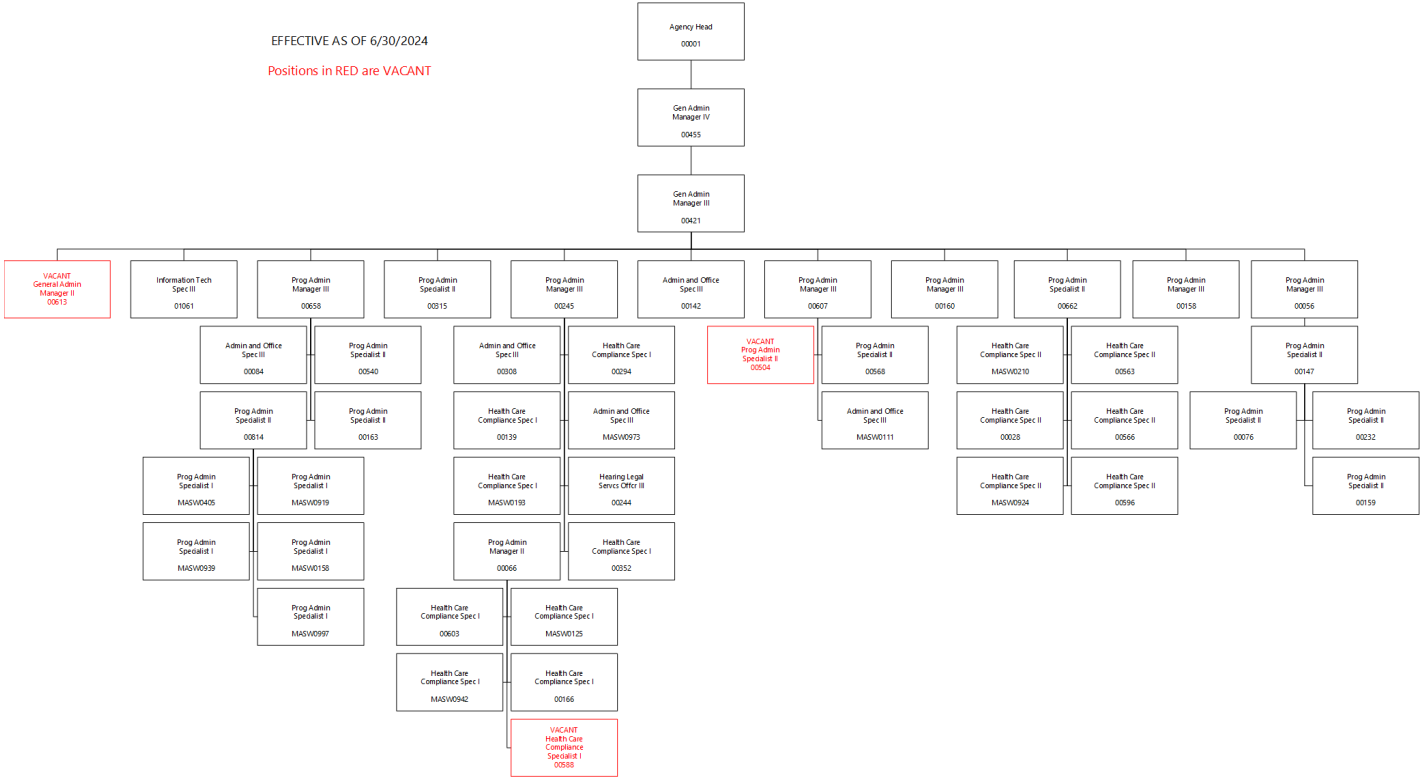 EFFECTIVE AS OF 6/30/2024
Positions in RED are VACANT
Agency Head
00001
Gen Admin
Manager IV
00455
Gen Admin
Manager III
00421
VACANT
General Admin
Manager II
00613
Information Tech
Spec III
01061
Prog Admin
Manager III
00658
Prog Admin
Specialist II
00315
Prog Admin
Manager III
00245
Admin and Office
Spec III
00142
Prog Admin
Manager III
00607
Prog Admin
Manager III
00160
Prog Admin
Specialist II
00662
Prog Admin
Manager III
00158
Prog Admin
Manager III
00056
Admin and Office
Spec III
00084
Prog Admin
Specialist II
00540
Admin and Office
Spec III
00308
Health Care
Compliance Spec I
00294
VACANT
Prog Admin
Specialist II
00504
Prog Admin
Specialist II
00568
Health Care
Compliance Spec II
MASW0210
Health Care
Compliance Spec II
00563
Prog Admin
Specialist II
00147
Prog Admin
Specialist II
00814
Prog Admin
Specialist II
00163
Health Care
Compliance Spec I
00139
Admin and Office
Spec III
MASW0973
Admin and Office
Spec III
MASW0111
Health Care
Compliance Spec II
00028
Health Care
Compliance Spec II
00566
Prog Admin
Specialist II
00076
Prog Admin
Specialist II
00232
Prog Admin
Specialist I
MASW0405
Prog Admin
Specialist I
MASW0919
Health Care
Compliance Spec I
MASW0193
Hearing Legal
Servcs Offcr III
00244
Health Care
Compliance Spec II
MASW0924
Health Care
Compliance Spec II
00596
Prog Admin
Specialist II
00159
Prog Admin
Specialist I
MASW0939
Prog Admin
Specialist I
MASW0158
Prog Admin
Manager II
00066
Health Care
Compliance Spec I
00352
Prog Admin
Specialist I
MASW0997
Health Care
Compliance Spec I
00603
Health Care
Compliance Spec I
MASW0125
Health Care
Compliance Spec I
MASW0942
Health Care
Compliance Spec I
00166
VACANT
Health Care
Compliance
Specialist I
00588